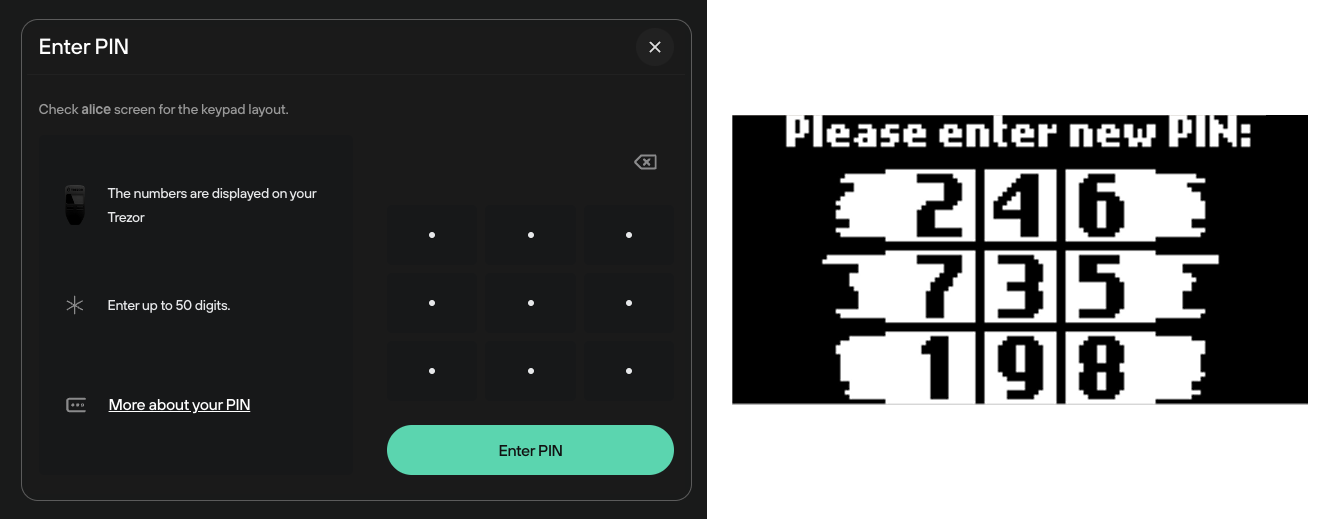 Enter PIN
Check alice screen for the keypad layout.
The numbers are displayed on your
Trezor
Enter up to 50 digits.
More about your PIN
Enter PIN
Please enter new PIN:
2 4 6
7 3 5
1 9 8